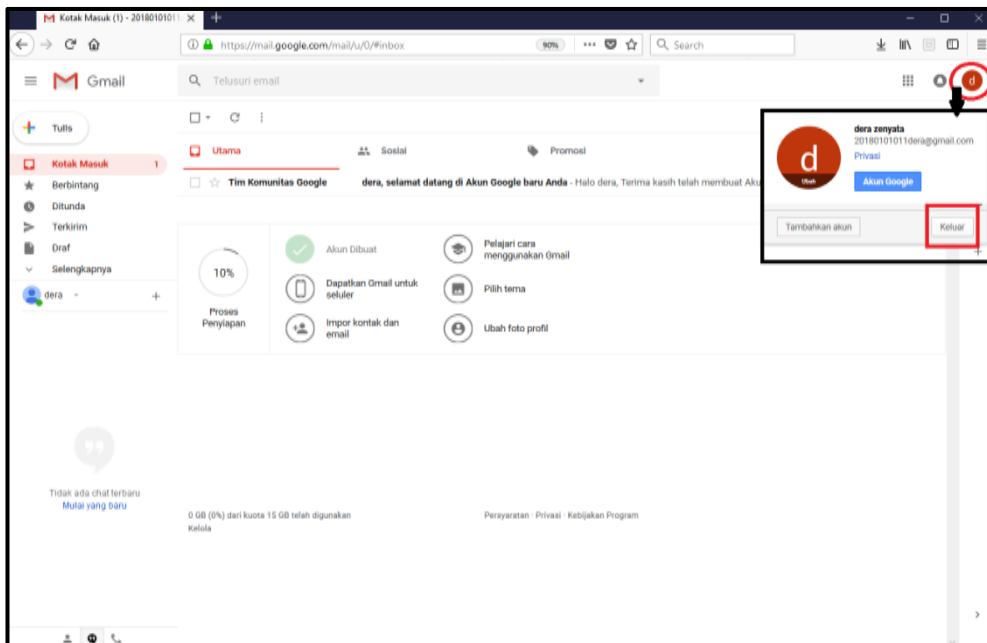 Kotak Masuk (1) - 2018010101
https://mail.google.com/mail/u/0/#inbox
90%
Search
Gmail
Telusuri email
d
Tulis
Kotak Masuk 1
Berbintang
Ditunda
Terkirim
Draf
Selengkapnya
dera
Utama
Sosial
Promosi
Tim Komunitas Google
dera, selamat datang di Akun Google baru Anda - Halo dera, Terima kasih telah membuat Aku
d
Ubah
dera zenyata
20180101011dera@gmail.com
Privasi
Akun Google
Tambahkan akun
Keluar
10%
Proses
Penyiapan
Akun Dibuat
Dapatkan Gmail untuk
seluler
Impor kontak dan
email
Pelajari cara
menggunakan Gmail
Pilih tema
Ubah foto profil
Tidak ada chat terbaru
Mulai yang baru
0 GB (0%) dari kuota 15 GB telah digunakan
Kelola
Persyaratan · Privasi · Kebijakan Program